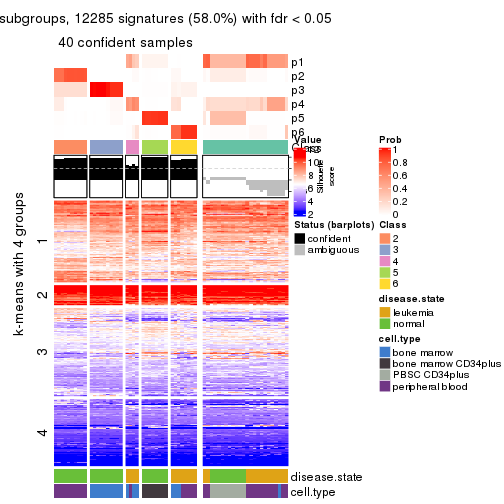 subgroups, 12285 signatures (58.0%) with fdr < 0.05
40 confident samples
p1
p2
p3
p4
p5
p6
Class
k-means with 4 groups
1
2
3
4
Silhouette
score
disease.state
cell.type
Value
10
8
6
4
2
Status (barplots)
confident
ambiguous
Prob
1
0.8
0.6
0.4
0.2
0
Class
2
3
4
5
6
disease.state
leukemia
normal
cell.type
bone marrow
bone marrow CD34plus
PBSC CD34plus
peripheral blood